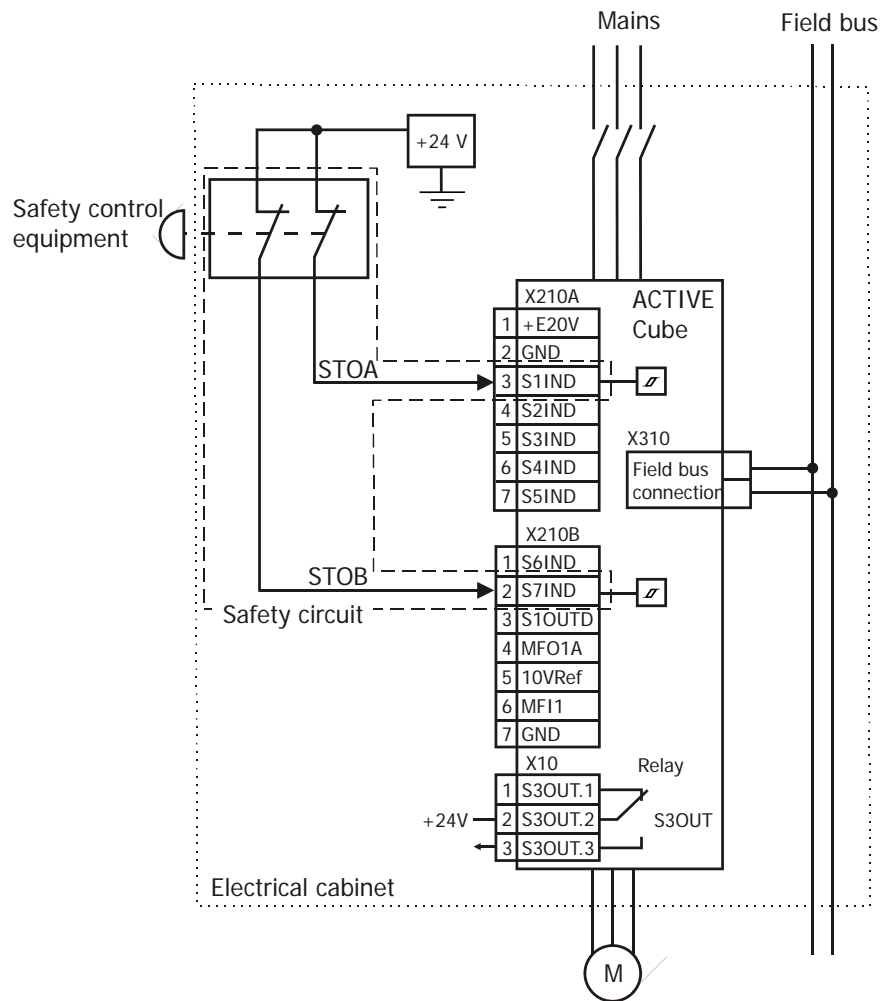 Mains
Field bus
+24 V
Safety control
equipment
X210A
ACTIVE
Cube
1 +E20V
2 GND
STOA
3 S1IND
4 S2IND
5 S3IND
6 S4IND
7 S5IND
X310
Field bus
connection
X210B
1 S6IND
STOB
2 S7IND
Safety circuit
3 S1OUTD
4 MFO1A
5 10VRef
6 MFI1
7 GND
X10
Relay
1 S3OUT.1
+24V
2 S3OUT.2
S3OUT
3 S3OUT.3
Electrical cabinet
M